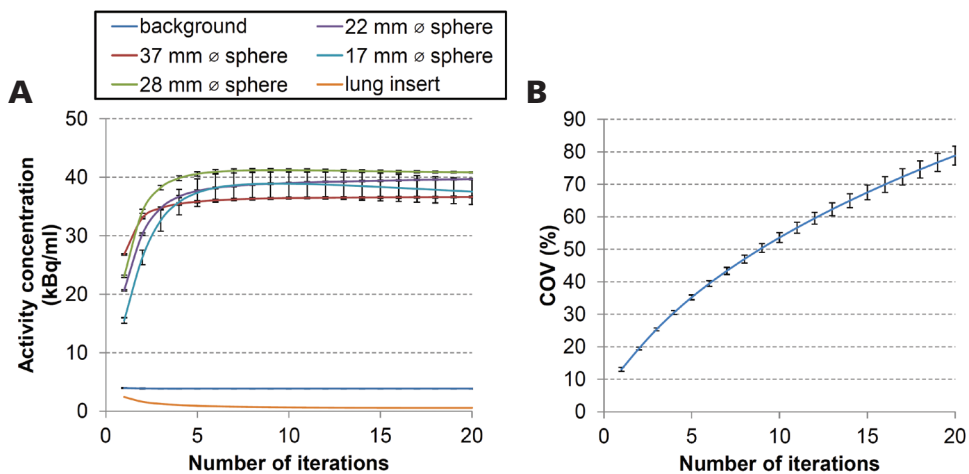 background
22 mm ⌀ sphere
37 mm ⌀ sphere
17 mm ⌀ sphere
28 mm ⌀ sphere
lung insert
A
Activity concentration
(kBq/ml)
50
40
30
20
10
0
0
5
10
15
20
Number of iterations
B
COV (%)
90
80
70
60
50
40
30
20
10
0
0
5
10
15
20
Number of iterations